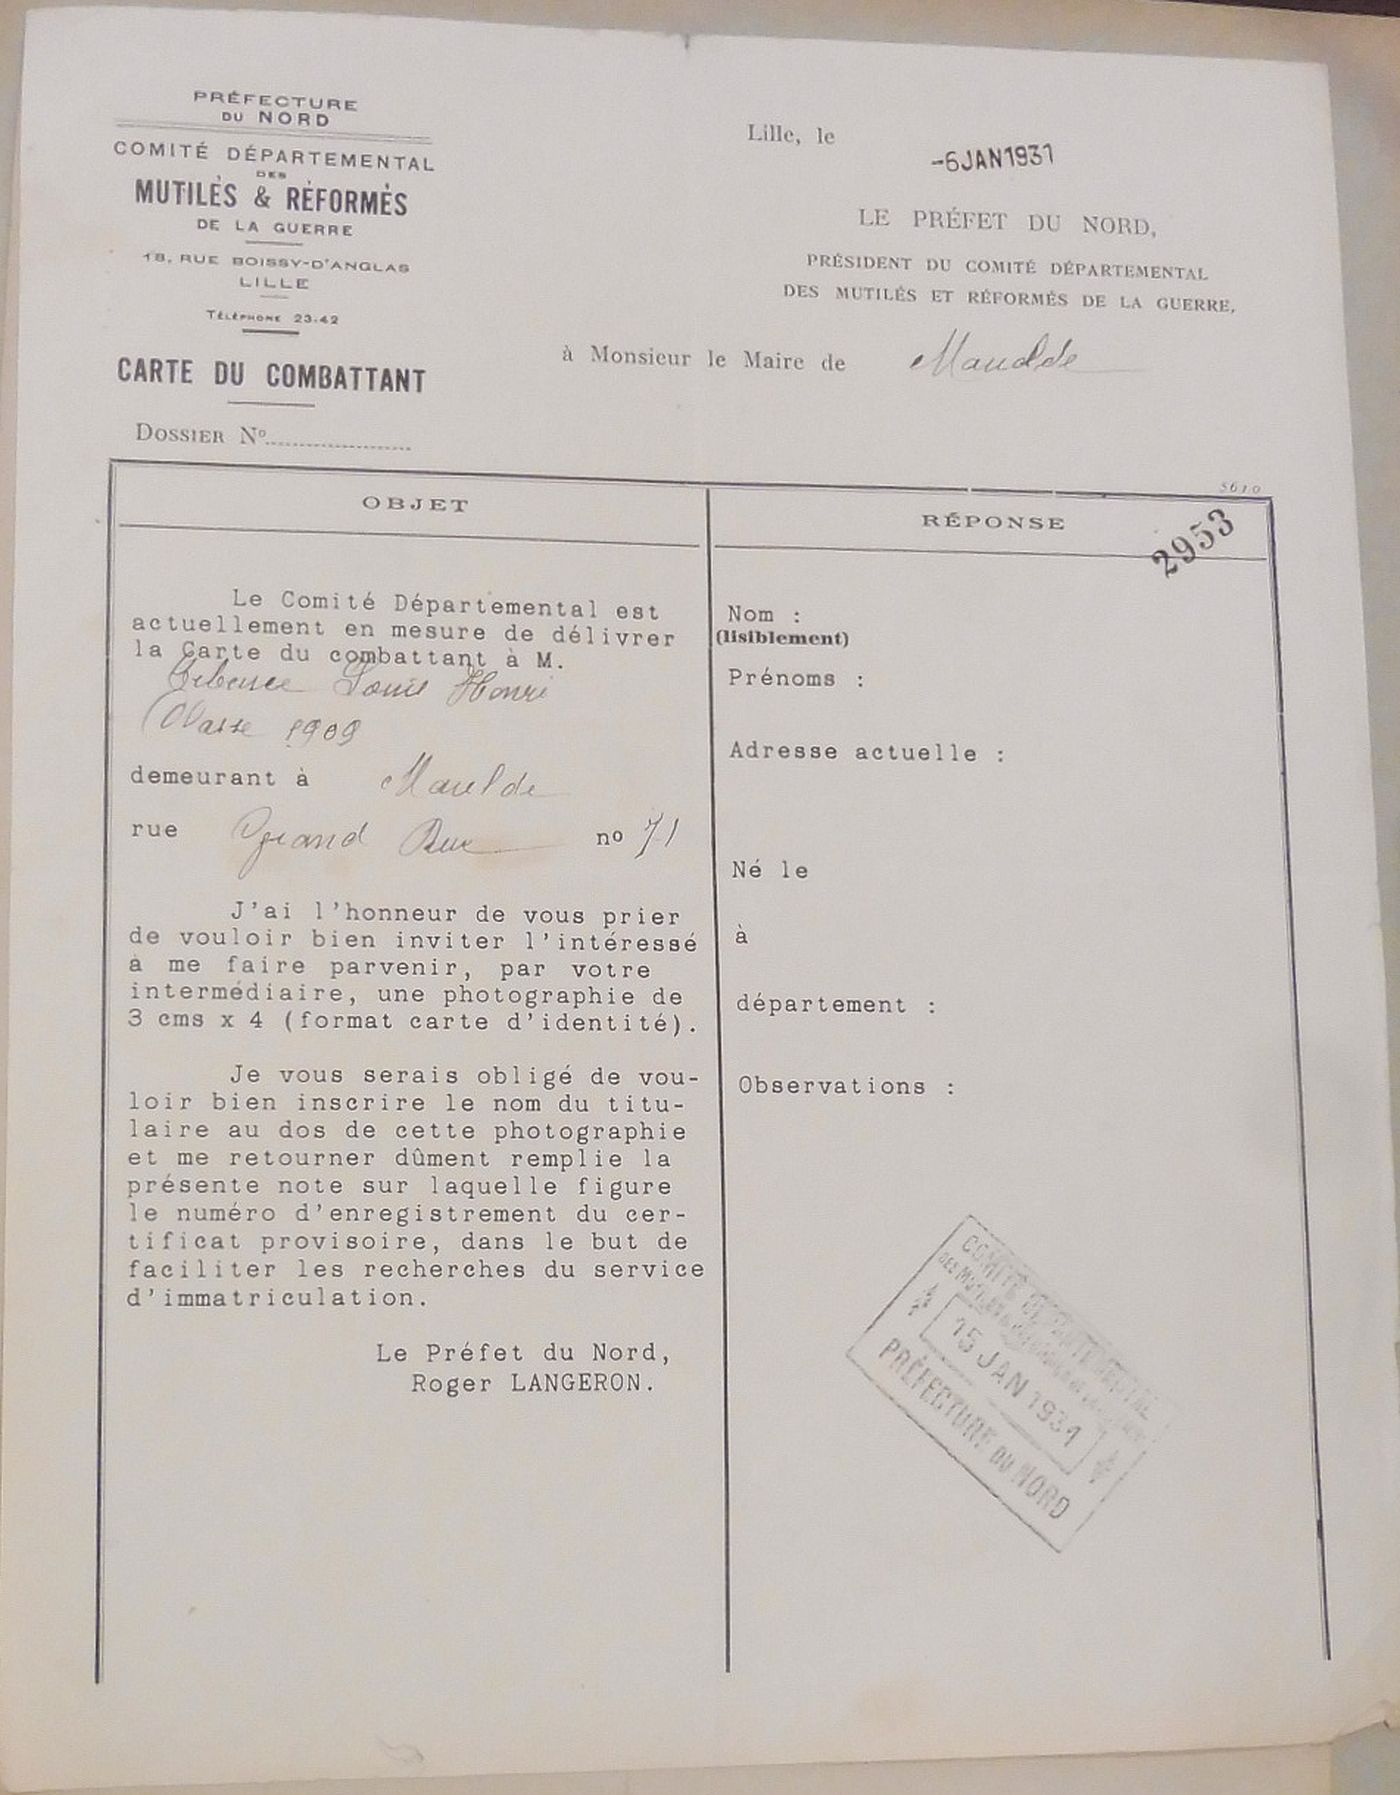 PRÉFECTURE
DU NORD
COMITÉ DÉPARTEMENTAL
DES
MUTILÉS & RÉFORMÉS
DE LA GUERRE
18, RUE BOISSY-D'ANGLAS
LILLE
TÉLÉPHONE 23-42
CARTE DU COMBATTANT
DOSSIER No
Lille, le
-6 JAN 1931
LE PRÉFET DU NORD,
PRÉSIDENT DU COMITÉ DÉPARTEMENTAL
DES MUTILÉS ET RÉFORMÉS DE LA GUERRE,
à Monsieur le Maire de Maulde
5610
OBJET
Le Comité Départemental est
actuellement en mesure de délivrer
la Carte du combattant à M.
Louis Henri
Classe 1909
demeurant à Maulde
rue Grand Rue no 71
J'ai l'honneur de vous prier
de vouloir bien inviter l'intéressé
à me faire parvenir, par votre
intermédiaire, une photographie de
3 cms x 4 (format carte d'identité).
Je vous serais obligé de vou-
loir bien inscrire le nom du titu-
laire au dos de cette photographie
et me retourner dûment remplie la
présente note sur laquelle figure
le numéro d'enregistrement du cer-
tificat provisoire, dans le but de
faciliter les recherches du service
d'immatriculation.
Le Préfet du Nord,
Roger LANGERON.
RÉPONSE
2953
Nom :
(lisiblement)
Prénoms :
Adresse actuelle :
Né le
à
département :
Observations :
COMITÉ DÉPARTEMENTAL
DES MUTILÉS
15 JAN 1931
PRÉFECTURE DU NORD